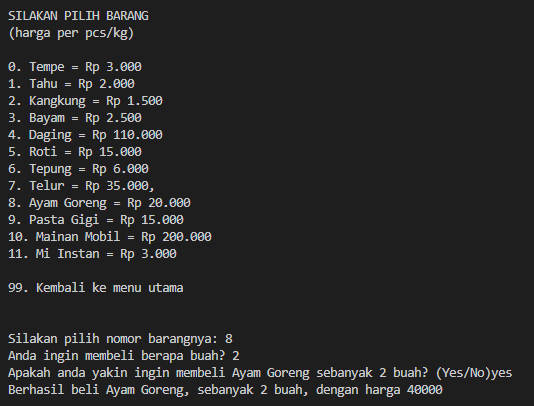 SILAKAN PILIH BARANG
(harga per pcs/kg)
0. Tempe = Rp 3.000
1. Tahu = Rp 2.000
2. Kangkung = Rp 1.500
3. Bayam = Rp 2.500
4. Daging = Rp 110.000
5. Roti = Rp 15.000
6. Tepung = Rp 6.000
7. Telur = Rp 35.000,
8. Ayam Goreng = Rp 20.000
9. Pasta Gigi = Rp 15.000
10. Mainan Mobil = Rp 200.000
11. Mi Instan = Rp 3.000
99. Kembali ke menu utama
Silakan pilih nomor barangnya: 8
Anda ingin membeli berapa buah? 2
Apakah anda yakin ingin membeli Ayam Goreng sebanyak 2 buah? (Yes/No)yes
Berhasil beli Ayam Goreng, sebanyak 2 buah, dengan harga 40000